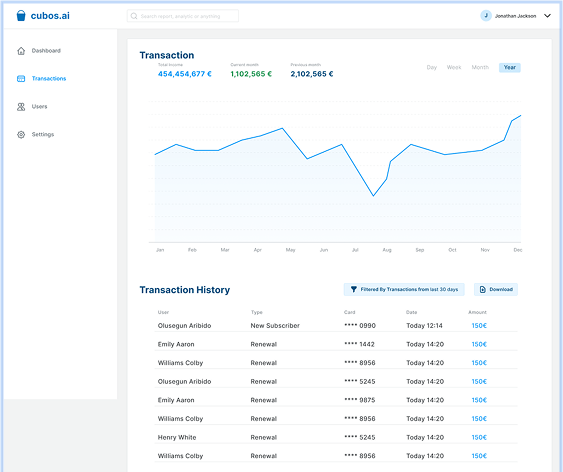 cubos.ai
Search report, analyst or anything
J Jonathan Jackson
Dashboard
Transactions
Users
Settings
Transaction
Total Income Current month Previous month
454,454,677 € 1,102,565 € 2,102,565 €
Day Week Month Year
Jan Feb Mar Apr May Jun Jul Aug Sep Oct Nov Dec
Transaction History
Filtered By Transactions from last 30 days
Download
User Type Card Date Amount
Olusegun Aribido New Subscriber **** 0990 Today 12:14 150€
Emily Aaron Renewal **** 1442 Today 14:20 150€
Williams Colby Renewal **** 8956 Today 14:20 150€
Olusegun Aribido Renewal **** 5245 Today 14:20 150€
Emily Aaron Renewal **** 9875 Today 14:20 150€
Williams Colby Renewal **** 8956 Today 14:20 150€
Henry White Renewal **** 5245 Today 14:20 150€
Williams Colby Renewal **** 8956 Today 14:20 150€